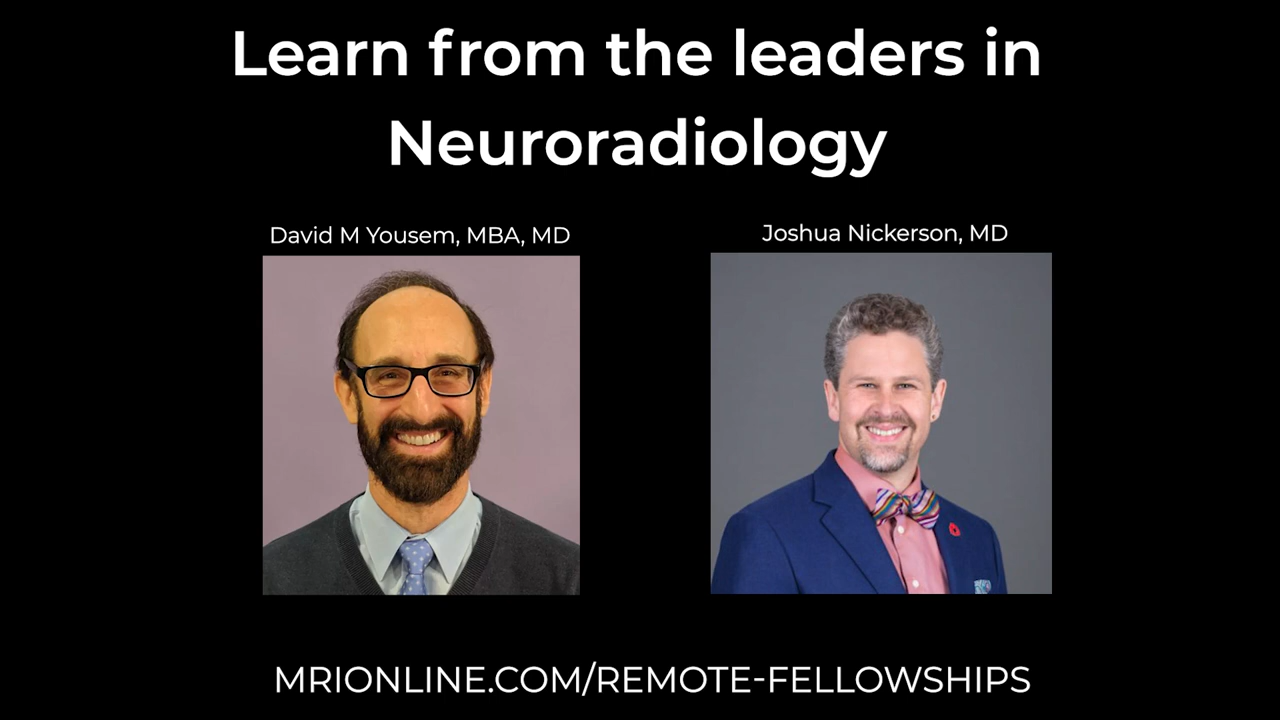 Learn from the leaders in
Neuroradiology
David M Yousem, MBA, MD
Joshua Nickerson, MD
MRIONLINE.COM/REMOTE-FELLOWSHIPS